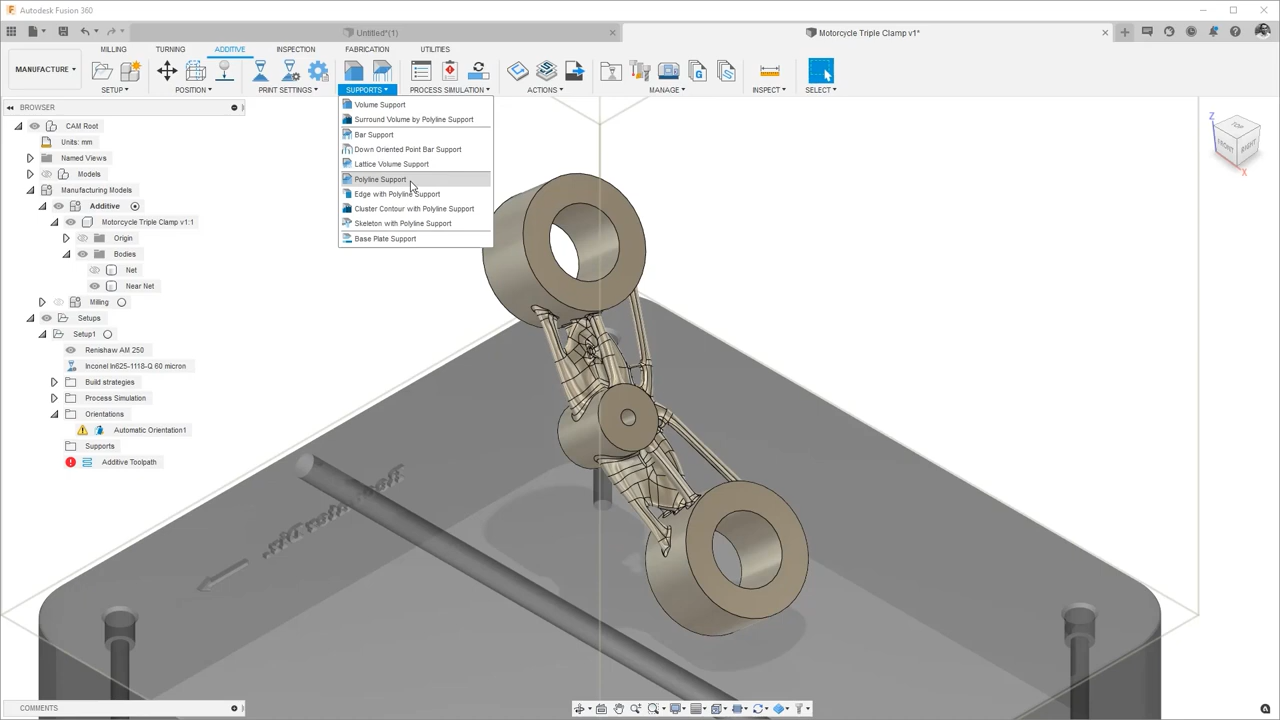 Autodesk Fusion 360
Untitled*(1)
Motorcycle Triple Clamp v1*
MILLING
TURNING
ADDITIVE
INSPECTION
FABRICATION
UTILITIES
MANUFACTURE
SETUP
POSITION
PRINT SETTINGS
SUPPORTS
PROCESS SIMULATION
ACTIONS
MANAGE
INSPECT
SELECT
BROWSER
CAM Root
Units: mm
Named Views
Models
Manufacturing Models
Additive
Motorcycle Triple Clamp v1:1
Origin
Bodies
Net
Near Net
Milling
Setups
Setup1
Renishaw AM 250
Inconel In625-1118-Q 60 micron
Build strategies
Process Simulation
Orientations
Automatic Orientation1
Supports
Additive Toolpath
Volume Support
Surround Volume by Polyline Support
Bar Support
Down Oriented Point Bar Support
Lattice Volume Support
Polyline Support
Edge with Polyline Support
Cluster Contour with Polyline Support
Skeleton with Polyline Support
Base Plate Support
Z
TOP
FRONT
RIGHT
X
COMMENTS